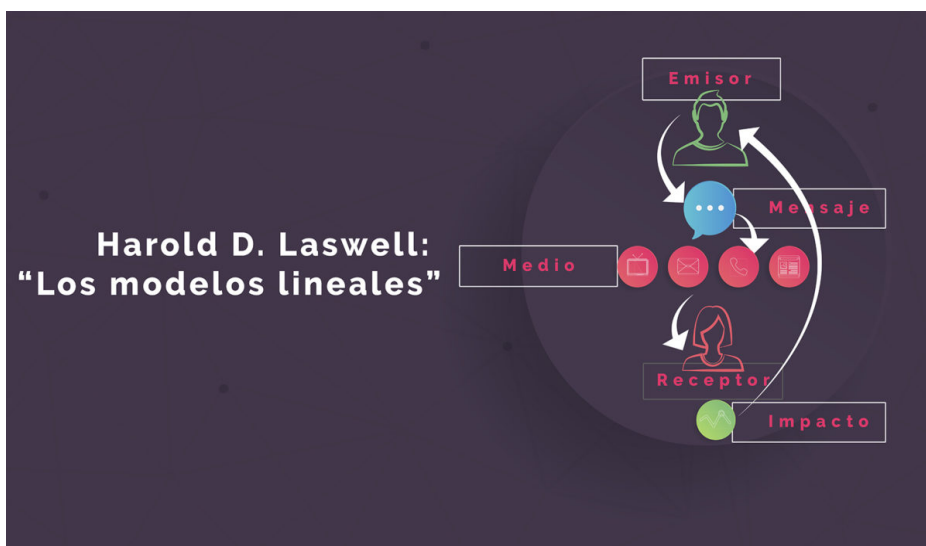 Harold D. Laswell:
“Los modelos lineales”
Emisor
Mensaje
Medio
Receptor
Impacto